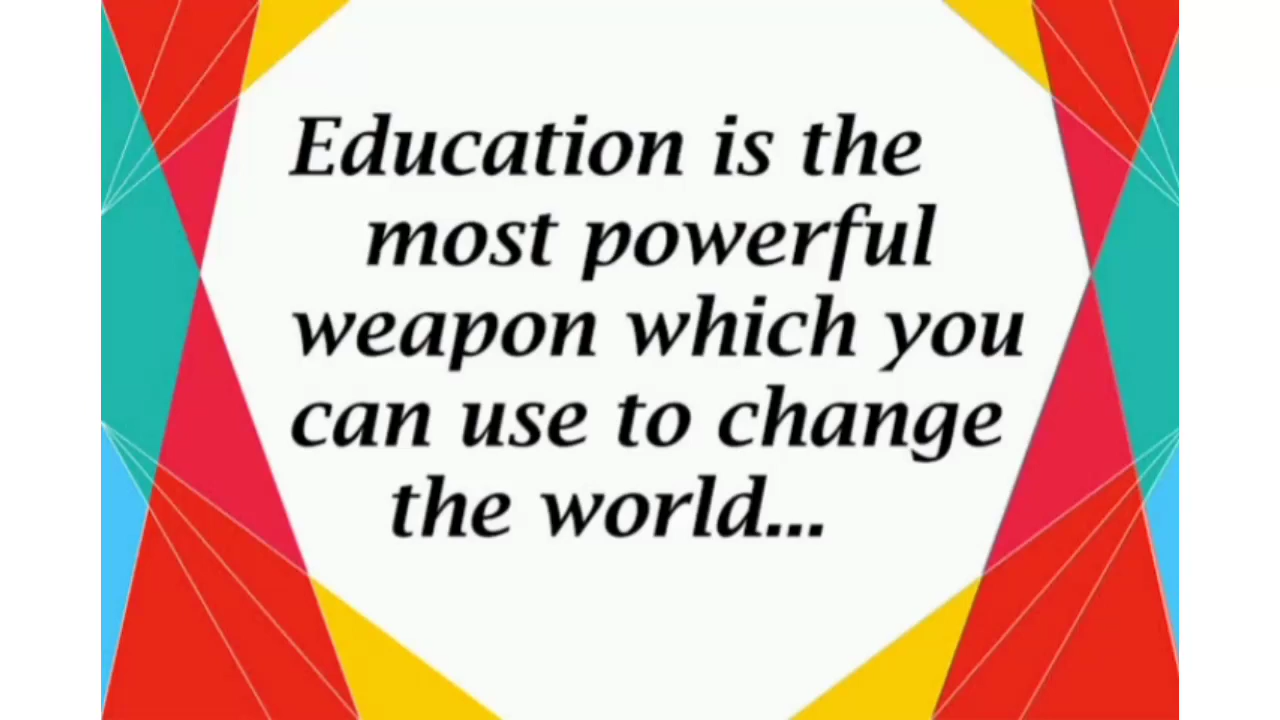 Education is the
most powerful
weapon which you
can use to change
the world...